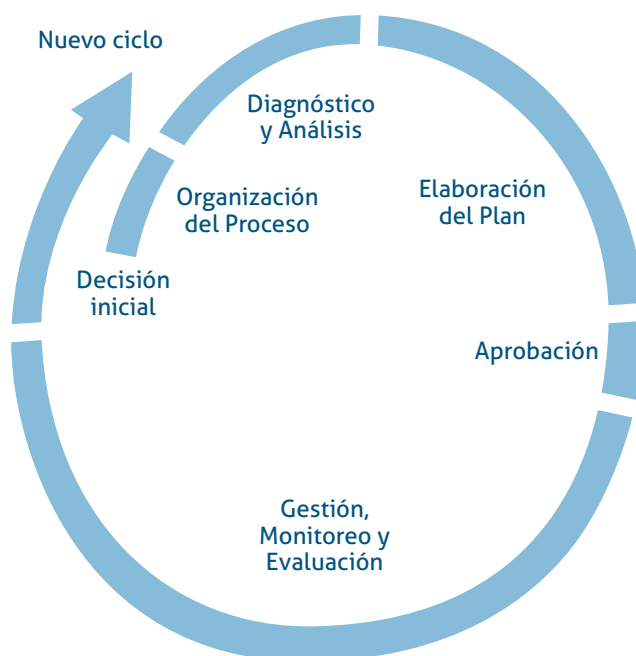 Nuevo ciclo
Diagnóstico
y Análisis
Organización
del Proceso
Elaboración
del Plan
Decisión
inicial
Aprobación
Gestión,
Monitoreo y
Evaluación